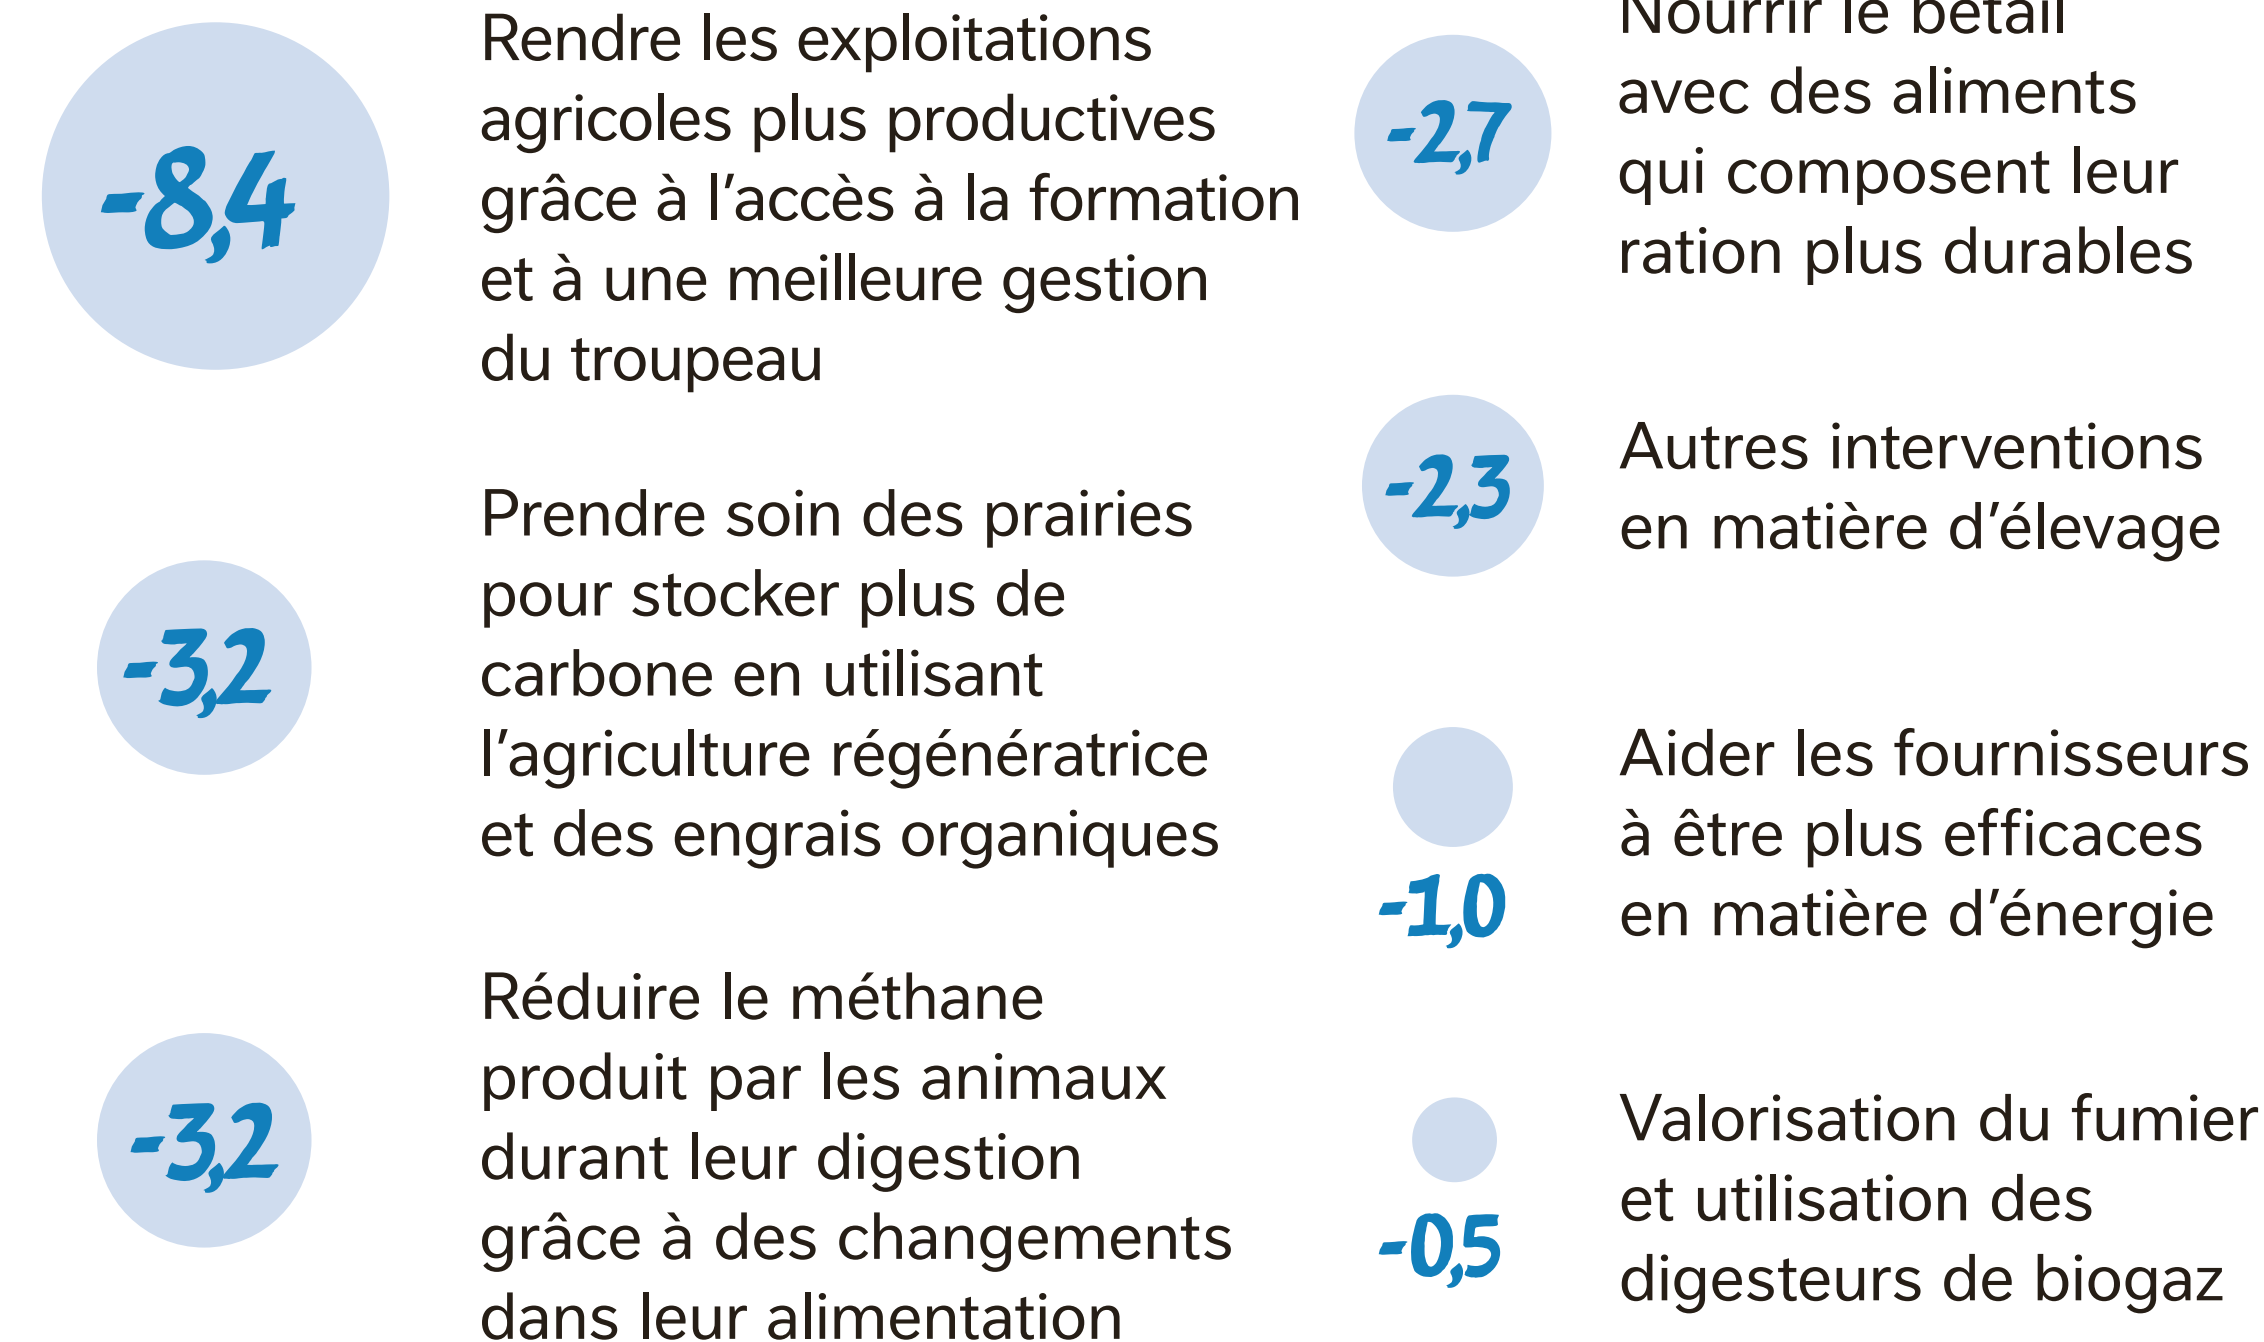 -8,4
Rendre les exploitations
agricoles plus productives
grâce à l’accès à la formation
et à une meilleure gestion
du troupeau
-3,2
Prendre soin des prairies
pour stocker plus de
carbone en utilisant
l’agriculture régénératrice
et des engrais organiques
-3,2
Réduire le méthane
produit par les animaux
durant leur digestion
grâce à des changements
dans leur alimentation
-2,7
Nourrir le bétail
avec des aliments
qui composent leur
ration plus durables
-2,3
Autres interventions
en matière d’élevage
-1,0
Aider les fournisseurs
à être plus efficaces
en matière d’énergie
-0,5
Valorisation du fumier
et utilisation des
digesteurs de biogaz